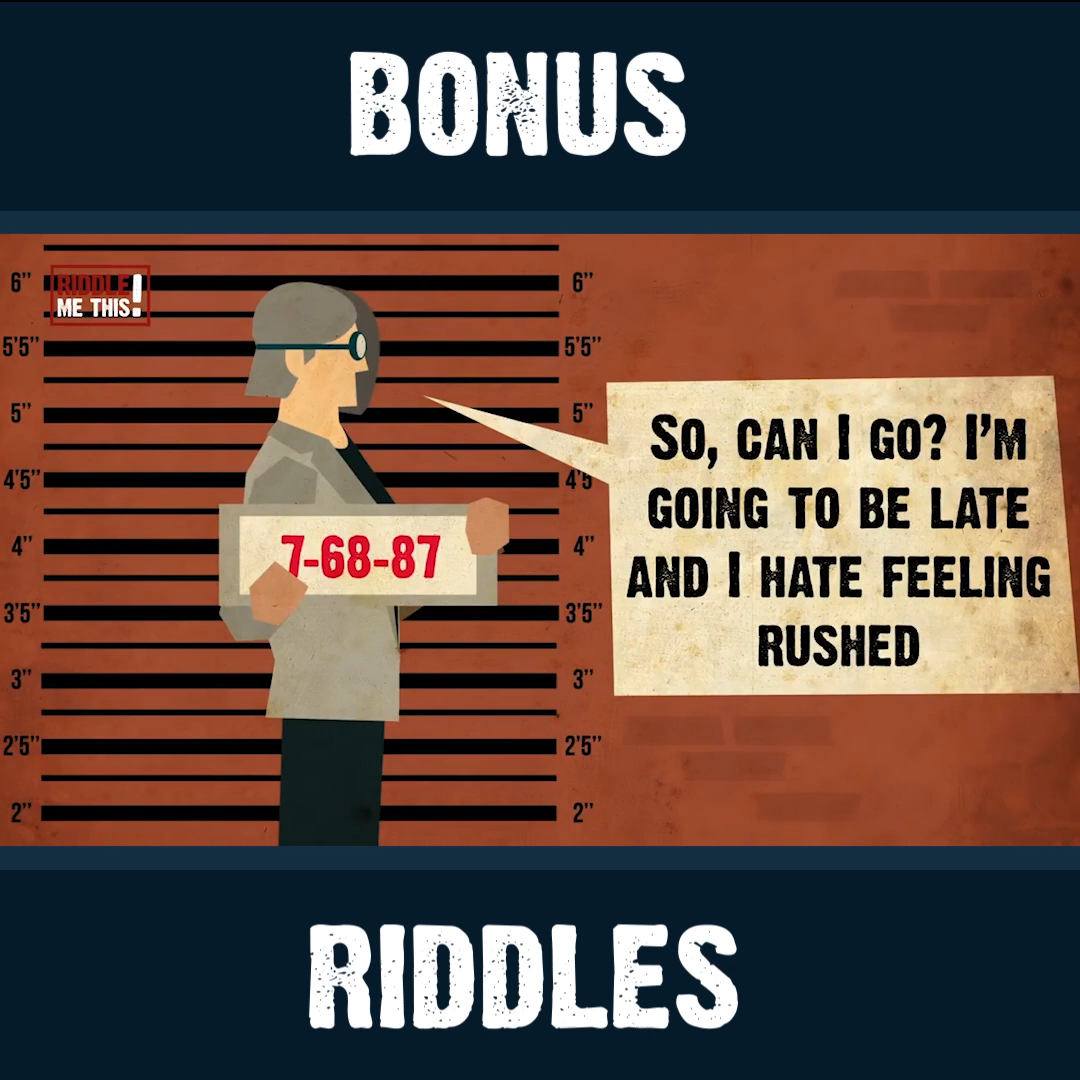 BONUS
RIDDLE
ME THIS!
6”
5’5”
5”
4’5”
4”
3’5”
3”
2’5”
2”
7-68-87
6”
5’5”
5”
4’5
4”
3’5”
3”
2’5”
2”
SO, CAN I GO? I’M
GOING TO BE LATE
AND I HATE FEELING
RUSHED
RIDDLES